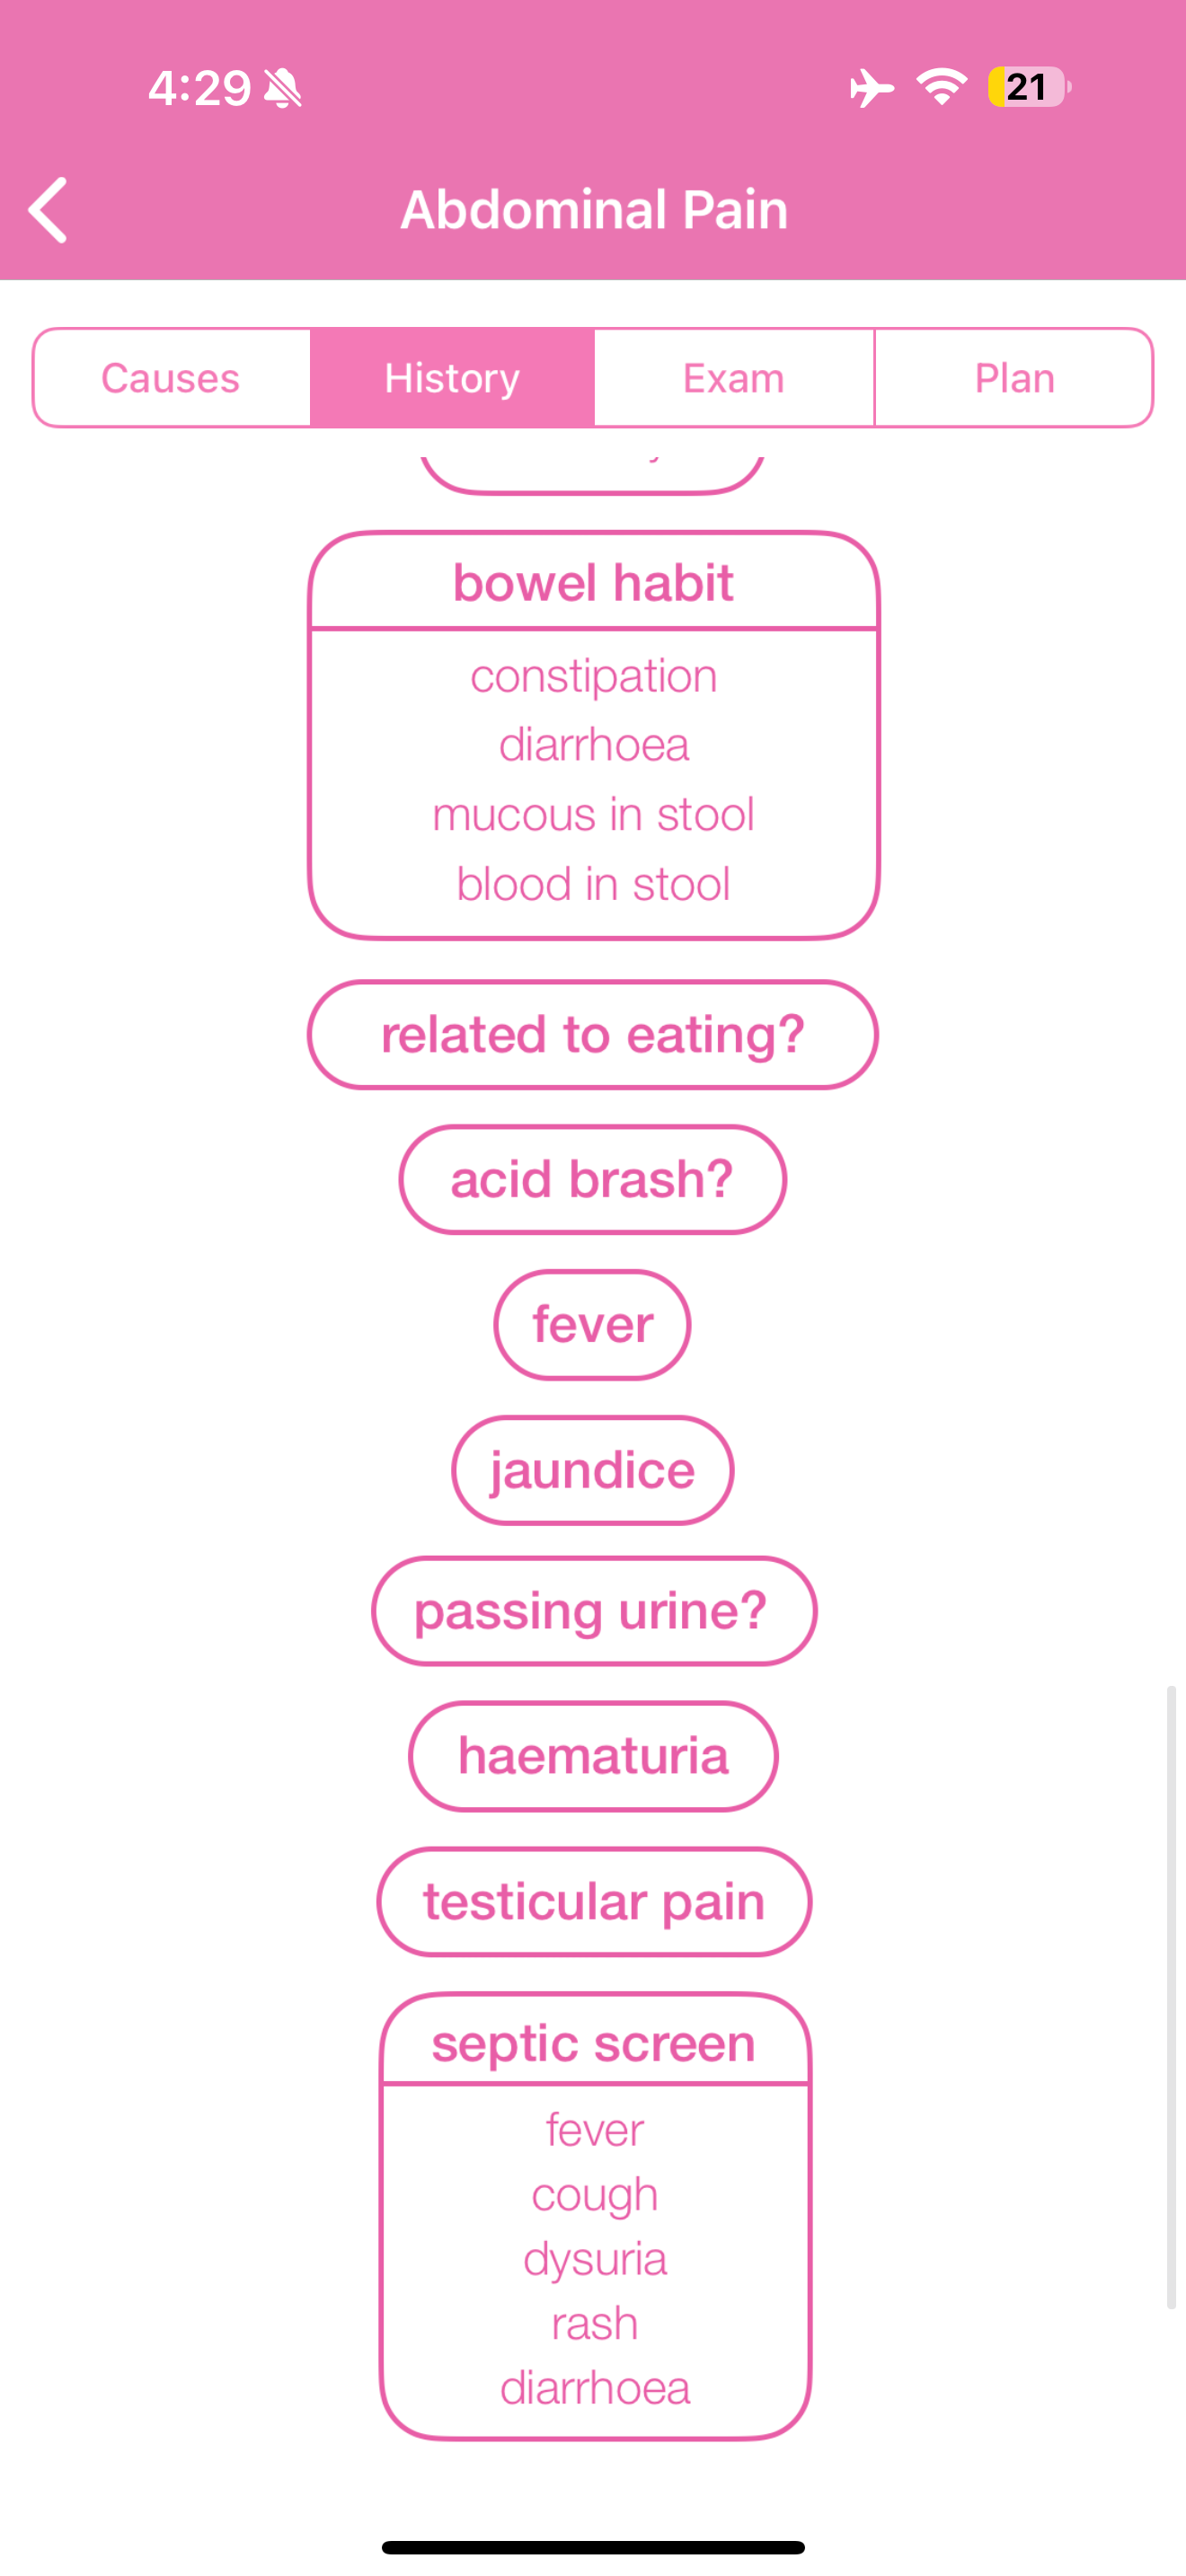 4:29
21
Abdominal Pain
Causes History Exam Plan
bowel habit
constipation
diarrhoea
mucous in stool
blood in stool
related to eating?
acid brash?
fever
jaundice
passing urine?
haematuria
testicular pain
septic screen
fever
cough
dysuria
rash
diarrhoea